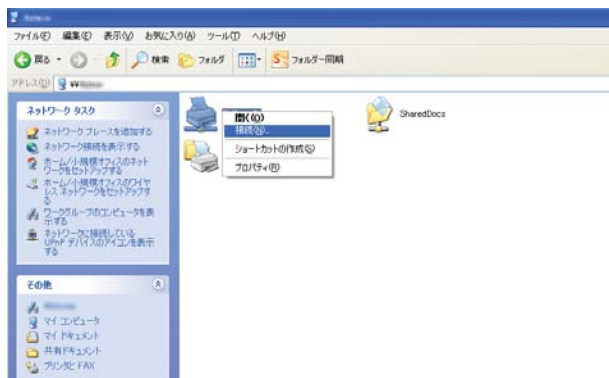 ファイル(F) 編集(E) 表示(V) お気に入り(A) ツール(T) ヘルプ(H)
戻る 検索 フォルダ フォルダー同期
アドレス(D)
ネットワーク タスク
ネットワーク プレースを追加する
ネットワーク接続を表示する
ホーム/小規模オフィスのネット
ワークをセットアップする
ホーム/小規模オフィスのワイヤ
レス ネットワークをセットアップす
る
ワークグループのコンピュータを表
示する
ネットワークに接続している
UPnP デバイスのアイコンを表示
する
その他
マイ コンピュータ
マイ ドキュメント
共有ドキュメント
プリンタと FAX
開く(O)
接続(N)...
ショートカットの作成(S)
プロパティ(R)
SharedDocs